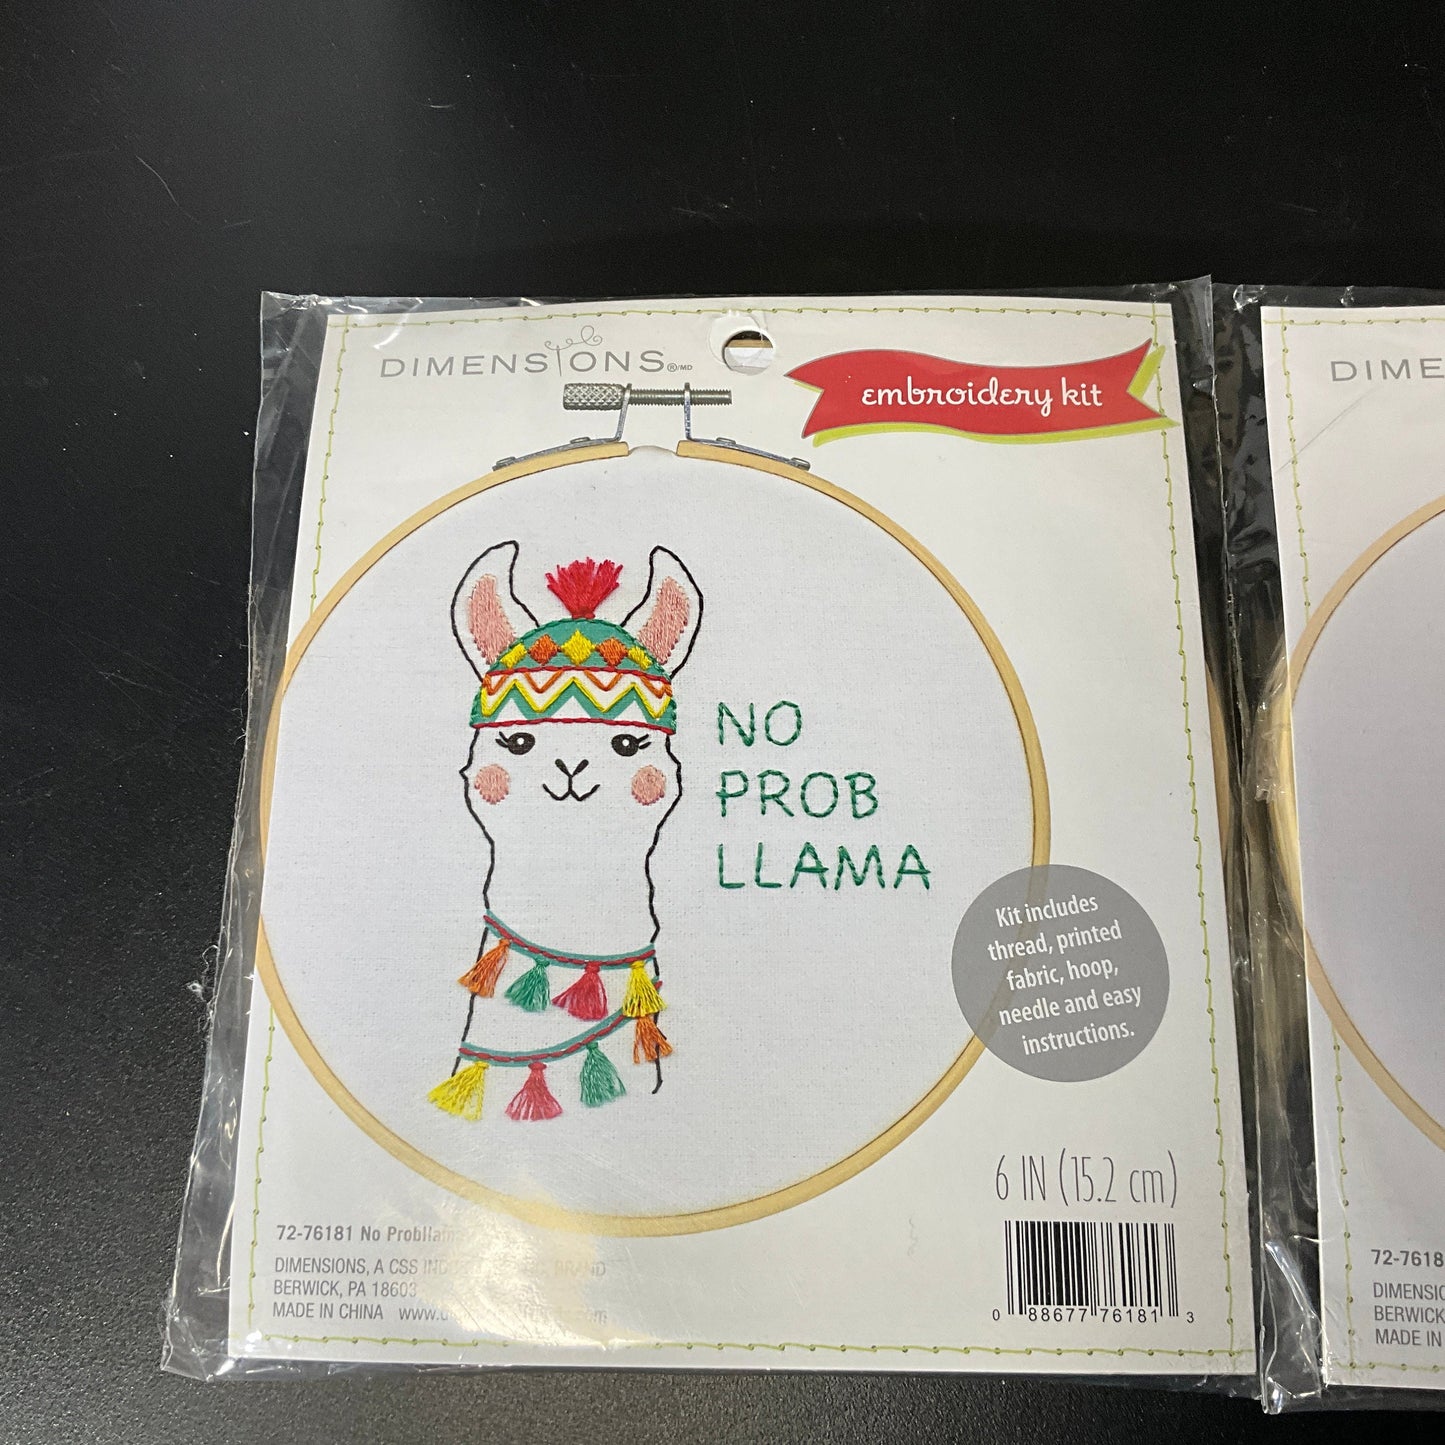 DIMENSIONS®/MD
embroidery kit
NO
PROB
LLAMA
Kit includes
thread, printed
fabric, hoop,
needle and easy
instructions.
6 IN (15.2 cm)
72-76181 No Probllama
DIMENSIONS, A CSS BRAND
BERWICK, PA 18603
MADE IN CHINA
0 88677 76181 3
DIME
72-7618
DIMENSIO
BERWICK
MADE IN